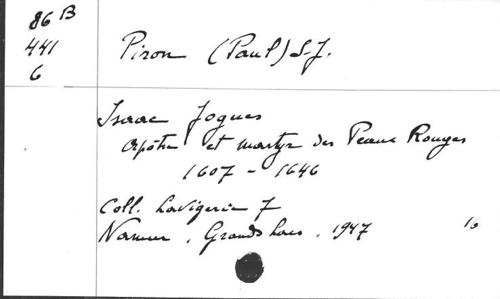 86 B
441
6
Piron (Paul) S.J.
Isaac Jogues
apôtre et martyr des Peaux Rouges
1607 - 1646
Coll. Lavigerie 7
Namur, Grands Lacs, 1947